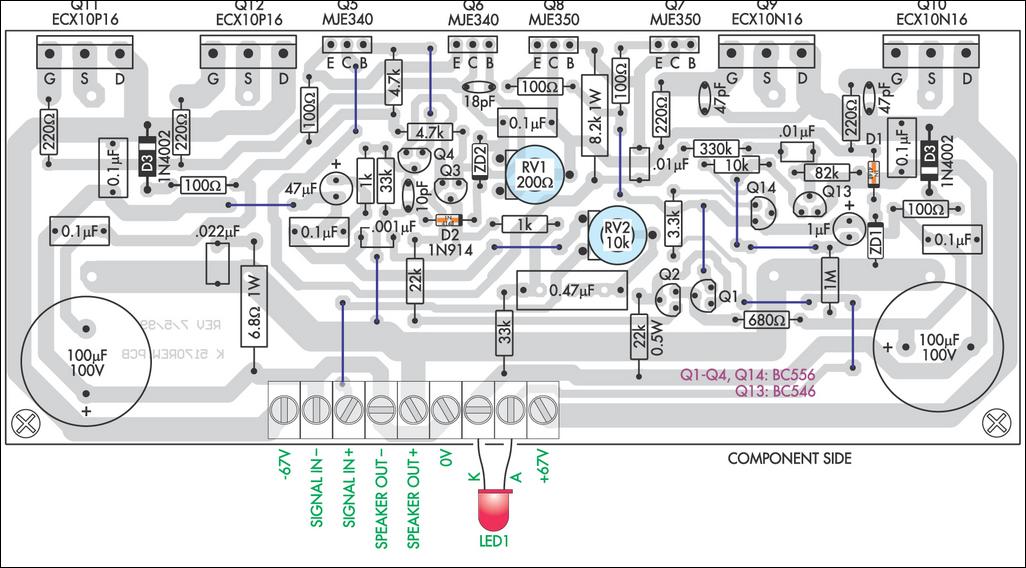 Q11
ECX10P16
Q12
ECX10P16
Q5
MJE340
Q6
MJE340
Q8
MJE350
Q7
MJE350
Q9
ECX10N16
Q10
ECX10N16
G S D
G S D
E C B
E C B
E C B
E C B
G S D
G S D
220Ω
0.1µF
D3
1N4002
220Ω
100Ω
4.7k
18pF
100Ω
8.2k 1W
100Ω
220Ω
47pF
220Ω
47pF
0.1µF
D3
1N4002
4.7k
0.1µF
.01µF
330k
.01µF
D1
Q4
ZD2
RV1
200Ω
.01µF
10k
82k
100Ω
47µF
+
1k
33k
10pF
Q3
Q14
Q13
100Ω
0.1µF
.022µF
0.1µF
.001µF
D2
1N914
1k
RV2
10k
3.3k
1µF
+
ZD1
0.1µF
6.8Ω 1W
22k
0.47µF
Q2
Q1
1M
REV 7/5/99
33k
22k
0.5W
680Ω
K 5170REW.PCB
100µF
100V
+
+
100µF
100V
Q1-Q4, Q14: BC556
Q13: BC546
-67V
SIGNAL IN-
SIGNAL IN+
SPEAKER OUT-
SPEAKER OUT+
0V
K
A
+67V
COMPONENT SIDE
LED1